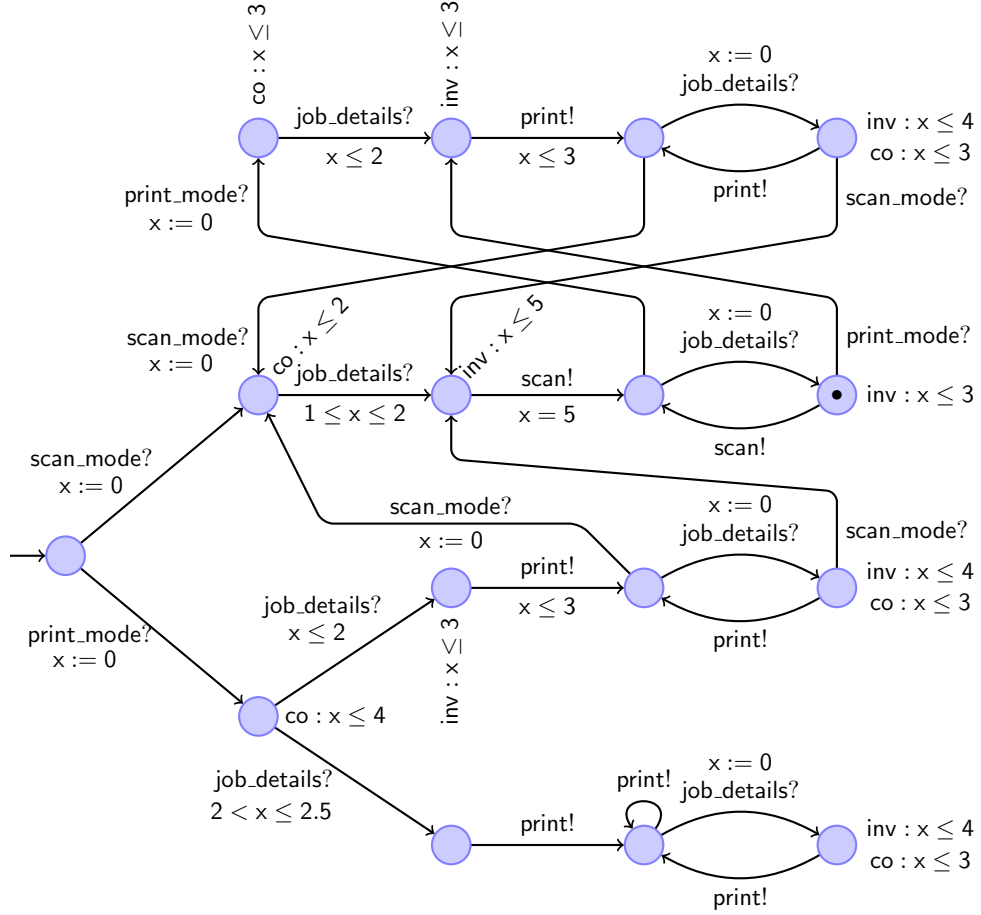 co : x ≤ 3
inv : x ≤ 3
x := 0
job_details?
job_details?
x ≤ 2
print!
x ≤ 3
inv : x ≤ 4
co : x ≤ 3
print!
print_mode?
x := 0
scan_mode?
scan_mode?
x := 0
co : x ≤ 2
inv : x ≤ 5
x := 0
job_details?
print_mode?
job_details?
1 ≤ x ≤ 2
scan!
x = 5
inv : x ≤ 3
scan!
scan_mode?
x := 0
scan_mode?
x := 0
x := 0
job_details?
scan_mode?
print!
x ≤ 3
inv : x ≤ 4
co : x ≤ 3
job_details?
x ≤ 2
print!
print_mode?
x := 0
inv : x ≤ 3
co : x ≤ 4
job_details?
2 < x ≤ 2.5
print!
print!
x := 0
job_details?
inv : x ≤ 4
co : x ≤ 3
print!